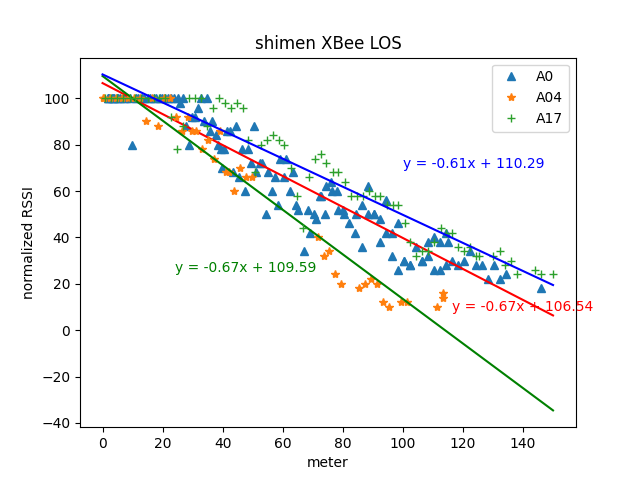 shimen XBee LOS
A0
A04
A17
y = -0.61x + 110.29
y = -0.67x + 109.59
y = -0.67x + 106.54
normalized RSSI
100
80
60
40
20
0
−20
−40
0
20
40
60
80
100
120
140
meter